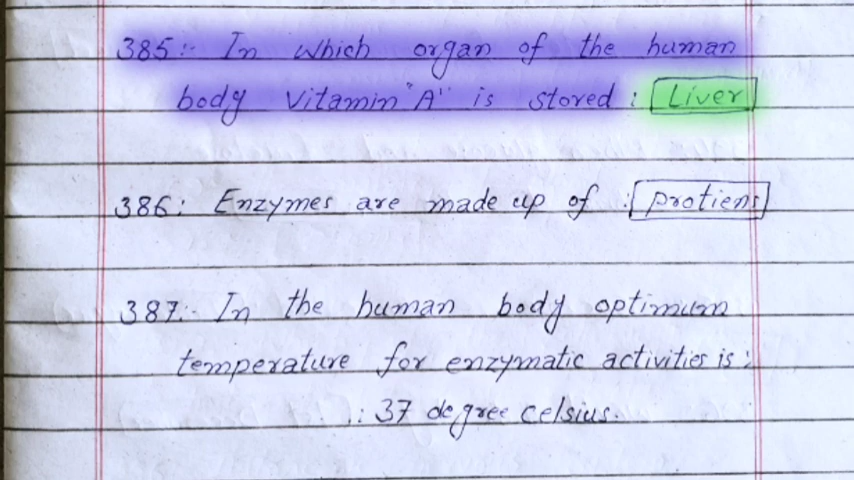 385:- In which organ of the human
body Vitamin "A" is stored : Liver
386: Enzymes are made up of : protiens
387:- In the human body optimum
temperature for enzymatic activities is :
:: 37 degree celsius.